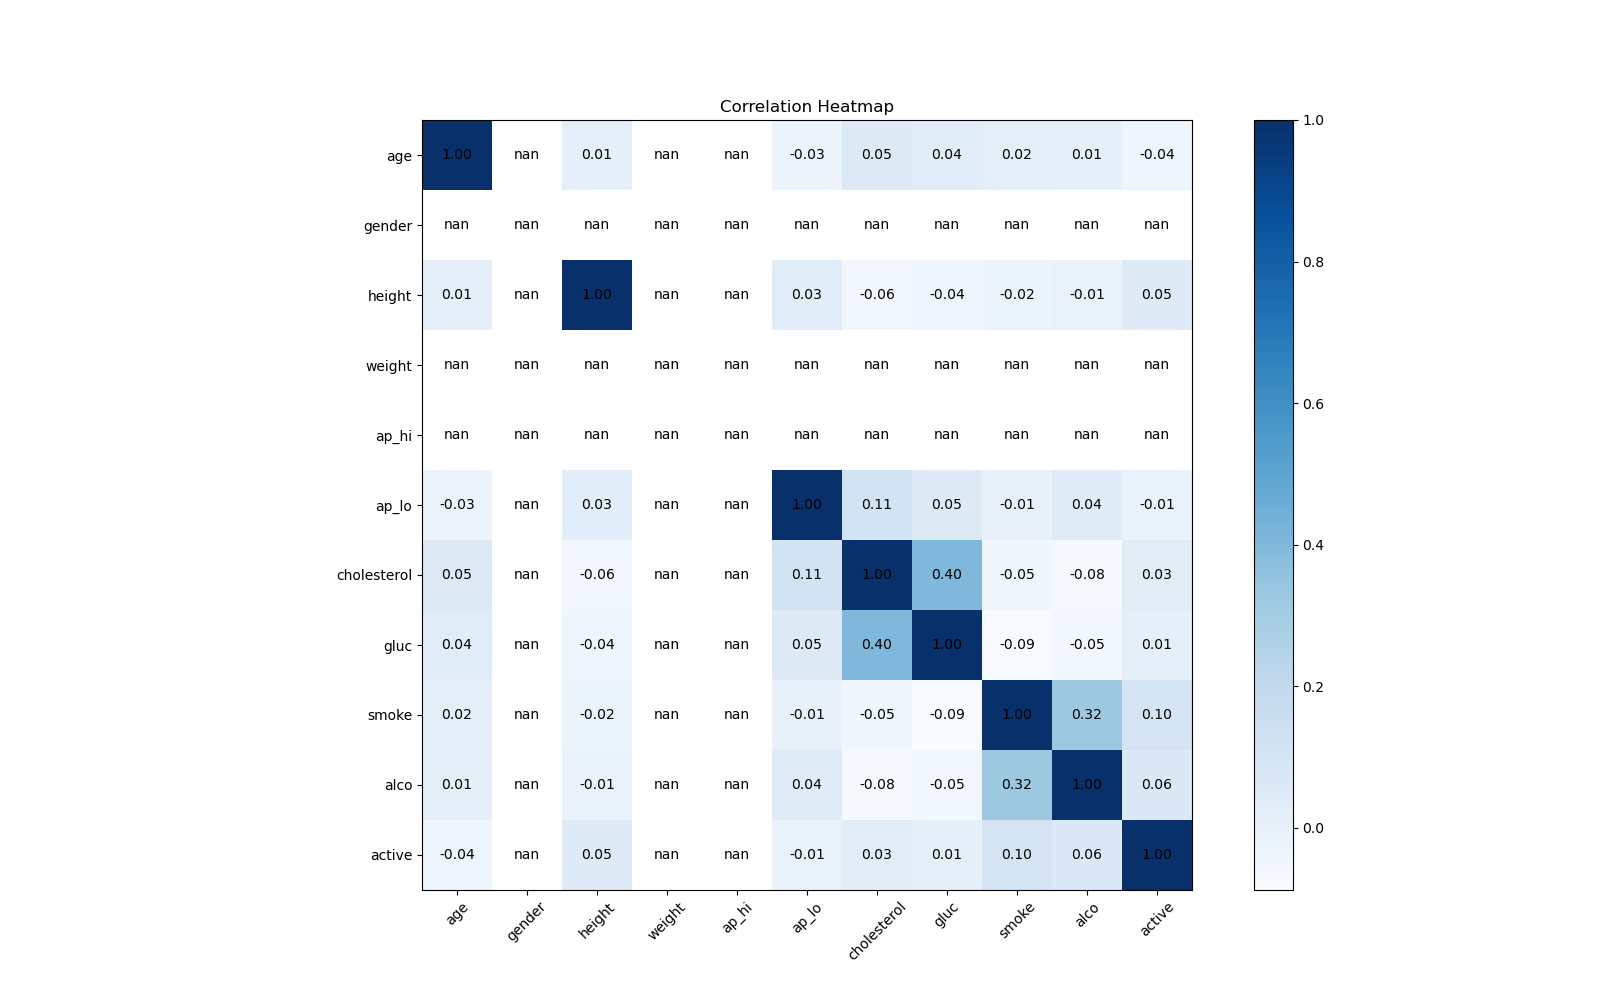 Correlation Heatmap
age 1.00 nan 0.01 nan nan -0.03 0.05 0.04 0.02 0.01 -0.04
gender nan nan nan nan nan nan nan nan nan nan nan
height 0.01 nan 1.00 nan nan 0.03 -0.06 -0.04 -0.02 -0.01 0.05
weight nan nan nan nan nan nan nan nan nan nan nan
ap_hi nan nan nan nan nan nan nan nan nan nan nan
ap_lo -0.03 nan 0.03 nan nan 1.00 0.11 0.05 -0.01 0.04 -0.01
cholesterol 0.05 nan -0.06 nan nan 0.11 1.00 0.40 -0.05 -0.08 0.03
gluc 0.04 nan -0.04 nan nan 0.05 0.40 1.00 -0.09 -0.05 0.01
smoke 0.02 nan -0.02 nan nan -0.01 -0.05 -0.09 1.00 0.32 0.10
alco 0.01 nan -0.01 nan nan 0.04 -0.08 -0.05 0.32 1.00 0.06
active -0.04 nan 0.05 nan nan -0.01 0.03 0.01 0.10 0.06 1.00
age gender height weight ap_hi ap_lo cholesterol gluc smoke alco active
1.0
0.8
0.6
0.4
0.2
0.0